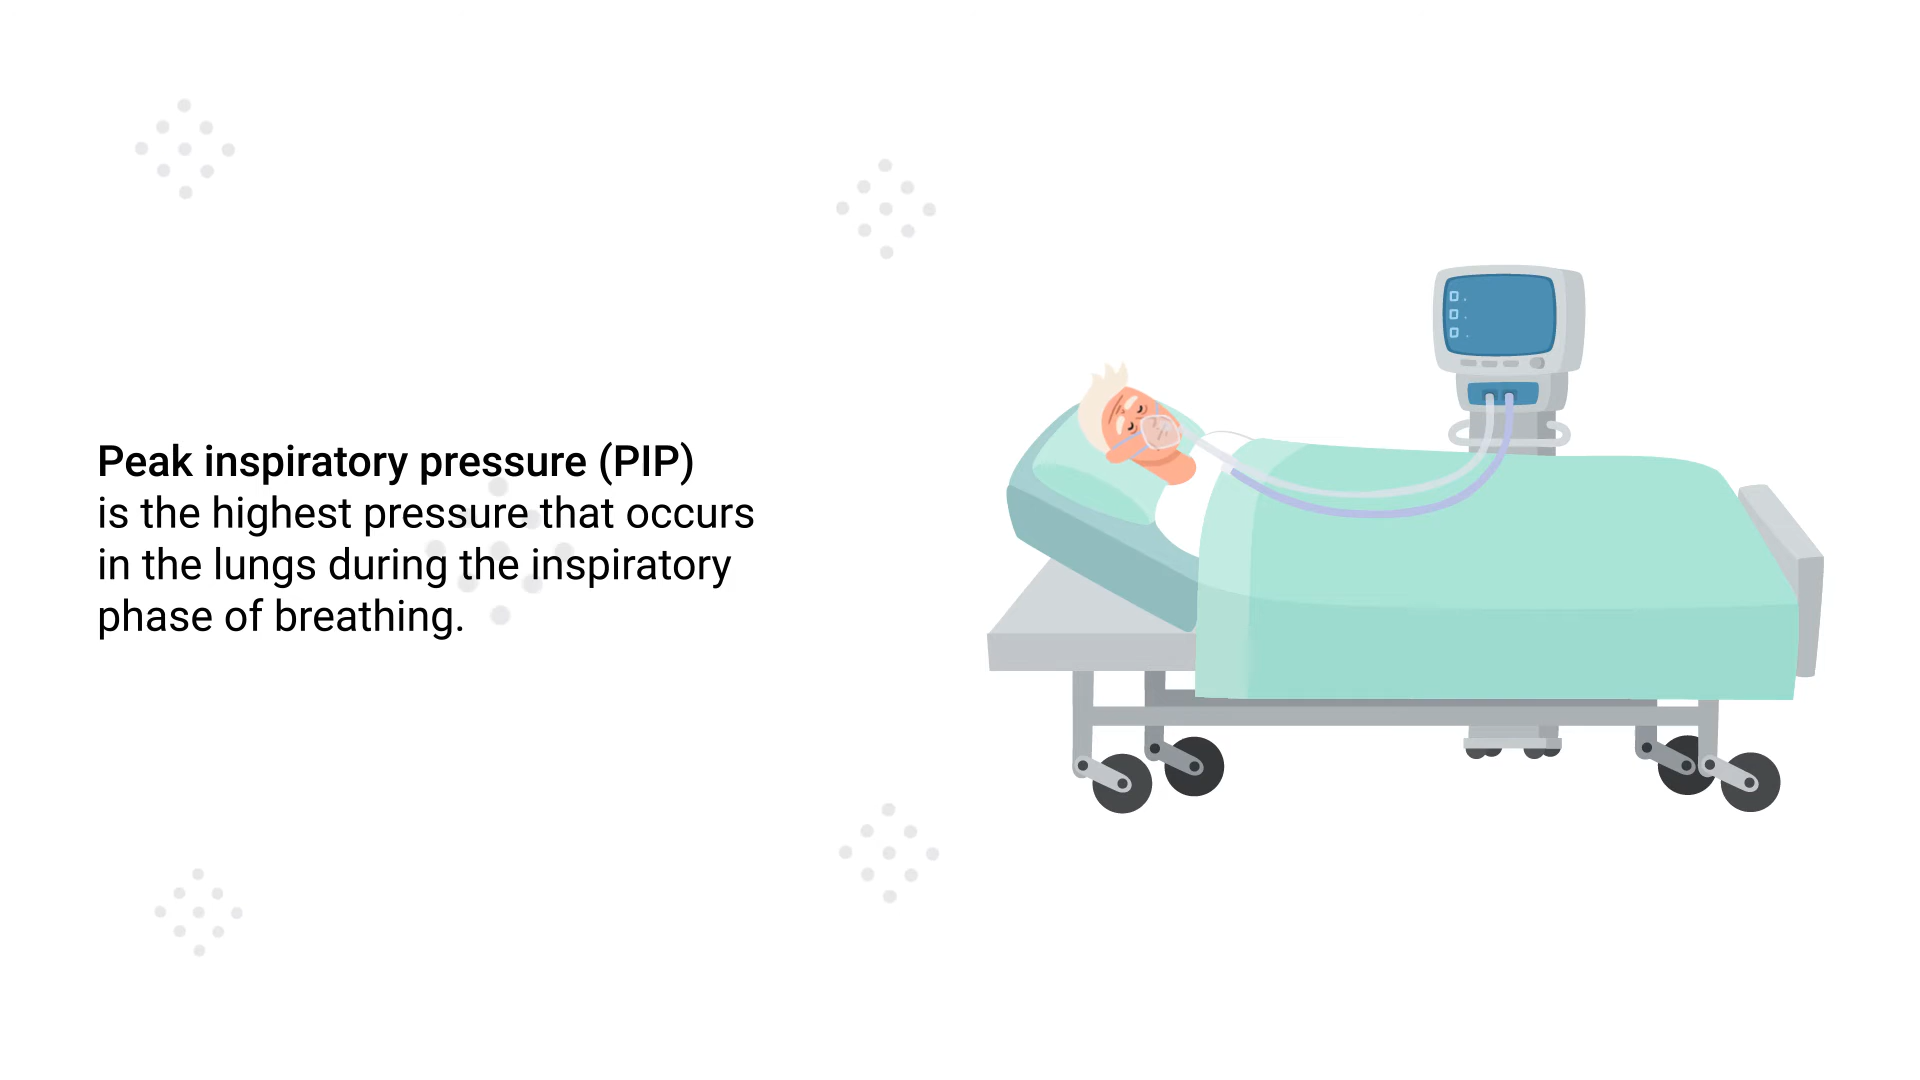 Peak inspiratory pressure (PIP)
is the highest pressure that occurs
in the lungs during the inspiratory
phase of breathing.